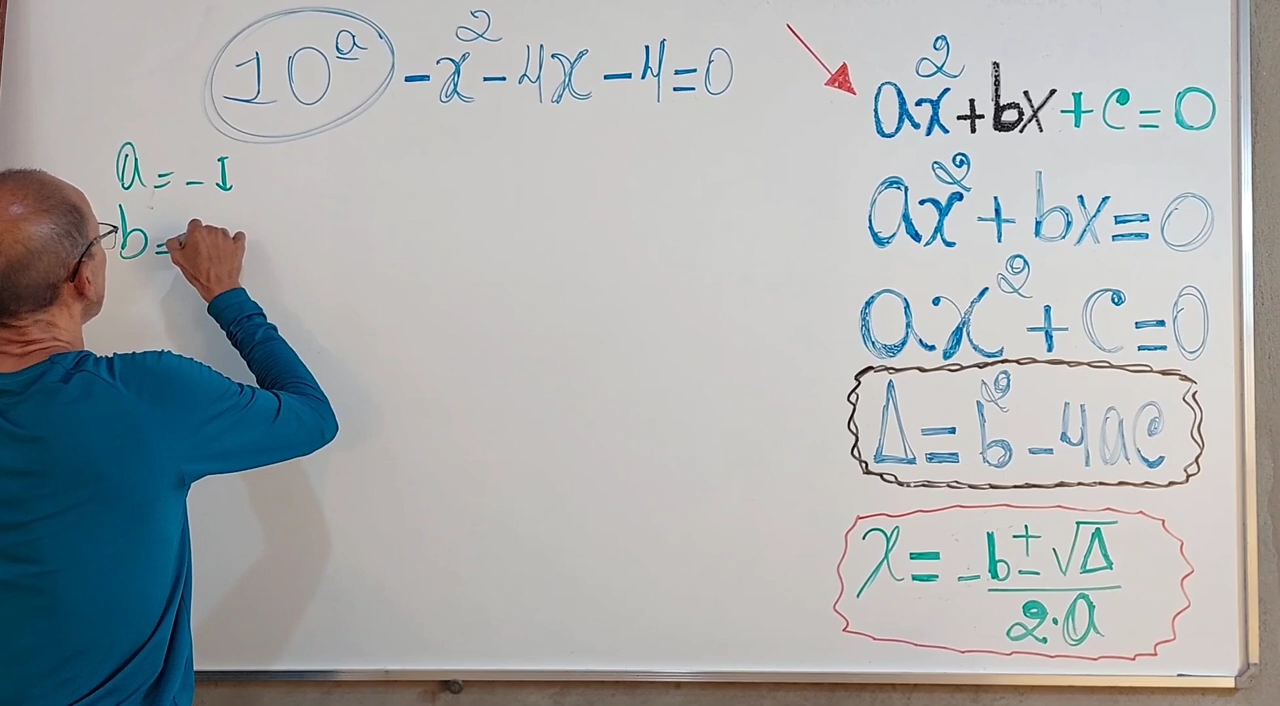 10ª -x²-4x-4=0
a=-1
b=
ax²+bx+c=0
ax²+bx=0
ax²+c=0
Δ=b²-4ac
x=-b±√Δ
2·a